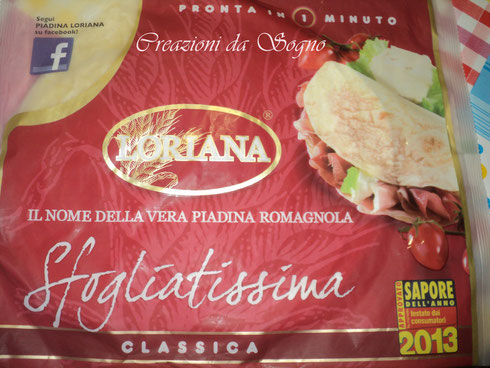 PRONTA in 1 MINUTO
Segui
PIADINA LORIANA
su facebook!
f
Creazioni da Sogno
LORIANA®
IL NOME DELLA VERA PIADINA ROMAGNOLA
Sfogliatissima
CLASSICA
APPROVATO
SAPORE
DELL'ANNO
testato dai
consumatori
2013